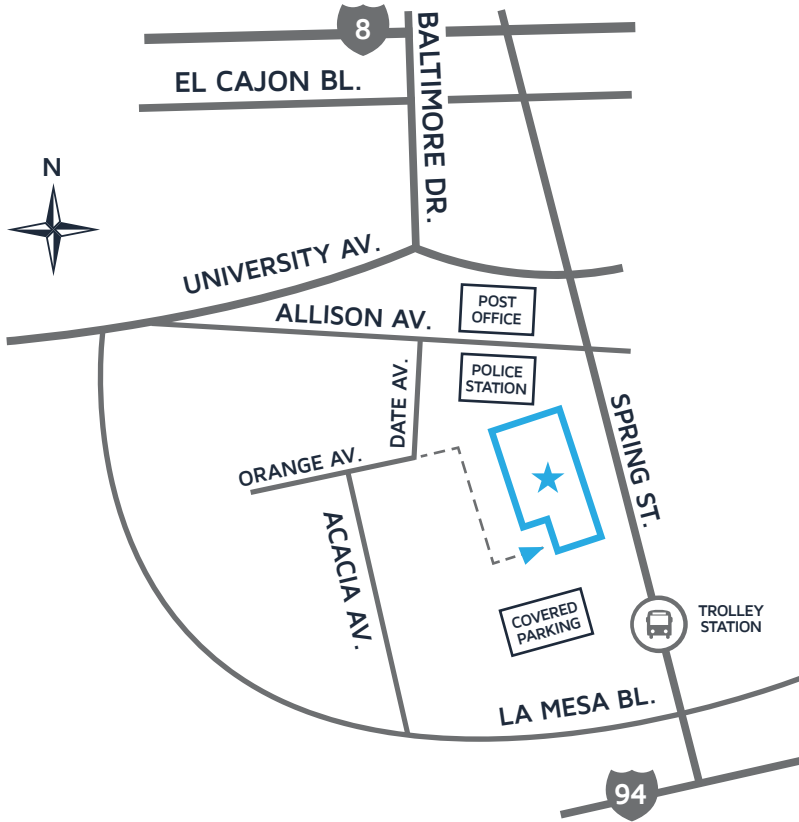 8
BALTIMORE DR.
EL CAJON BL.
N
UNIVERSITY AV.
ALLISON AV.
POST
OFFICE
POLICE
STATION
DATE AV.
ORANGE AV.
SPRING ST.
ACACIA AV.
COVERED
PARKING
TROLLEY
STATION
LA MESA BL.
94